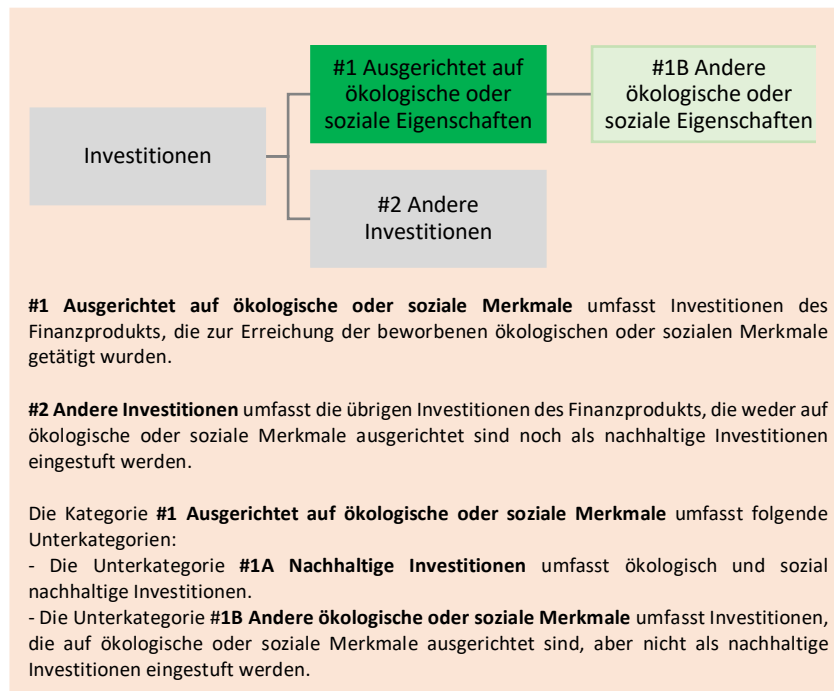 #1 Ausgerichtet auf
ökologische oder
soziale Eigenschaften
#1B Andere
ökologische oder
soziale Eigenschaften
Investitionen
#2 Andere
Investitionen
#1 Ausgerichtet auf ökologische oder soziale Merkmale umfasst Investitionen des
Finanzprodukts, die zur Erreichung der beworbenen ökologischen oder sozialen Merkmale
getätigt wurden.
#2 Andere Investitionen umfasst die übrigen Investitionen des Finanzprodukts, die weder auf
ökologische oder soziale Merkmale ausgerichtet sind noch als nachhaltige Investitionen
eingestuft werden.
Die Kategorie #1 Ausgerichtet auf ökologische oder soziale Merkmale umfasst folgende
Unterkategorien:
- Die Unterkategorie #1A Nachhaltige Investitionen umfasst ökologisch und sozial
nachhaltige Investitionen.
- Die Unterkategorie #1B Andere ökologische oder soziale Merkmale umfasst Investitionen,
die auf ökologische oder soziale Merkmale ausgerichtet sind, aber nicht als nachhaltige
Investitionen eingestuft werden.